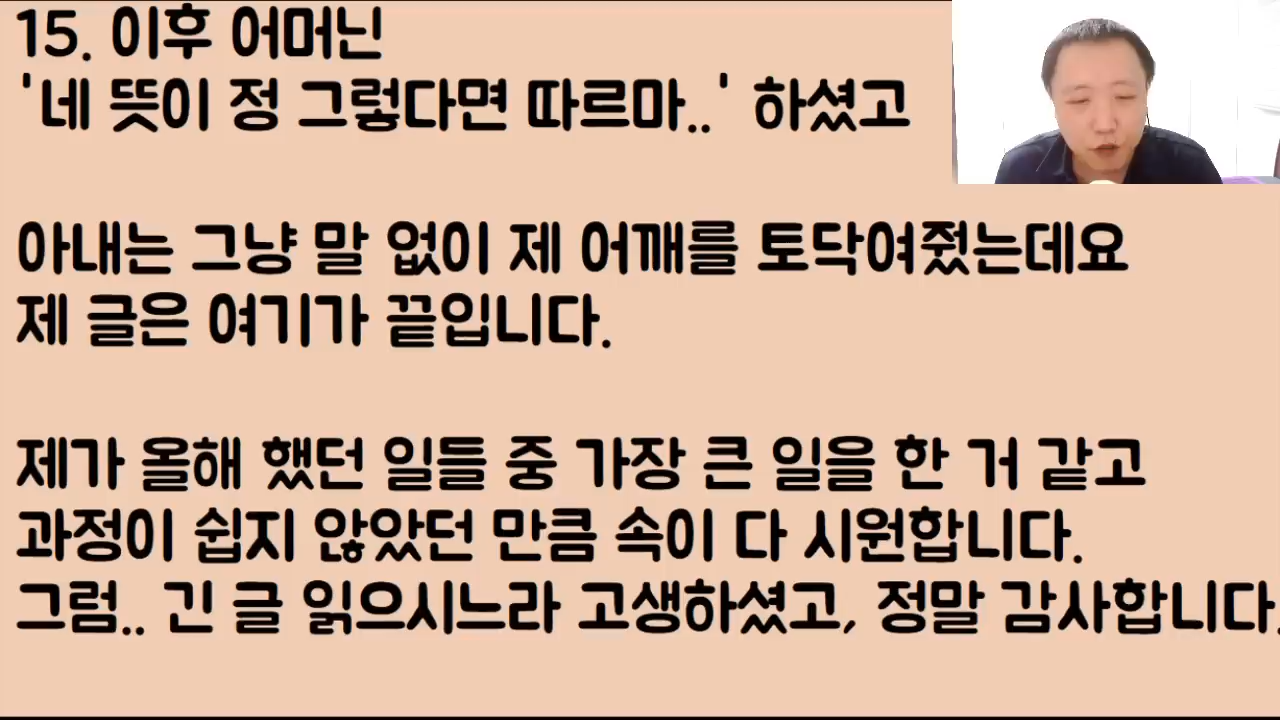 15. 이후 어머닌
'네 뜻이 정 그렇다면 따르마..' 하셨고
아내는 그냥 말 없이 제 어깨를 토닥여줬는데요
제 글은 여기가 끝입니다.
제가 올해 했던 일들 중 가장 큰 일을 한 거 같고
과정이 쉽지 않았던 만큼 속이 다 시원합니다.
그럼.. 긴 글 읽으시느라 고생하셨고, 정말 감사합니다.